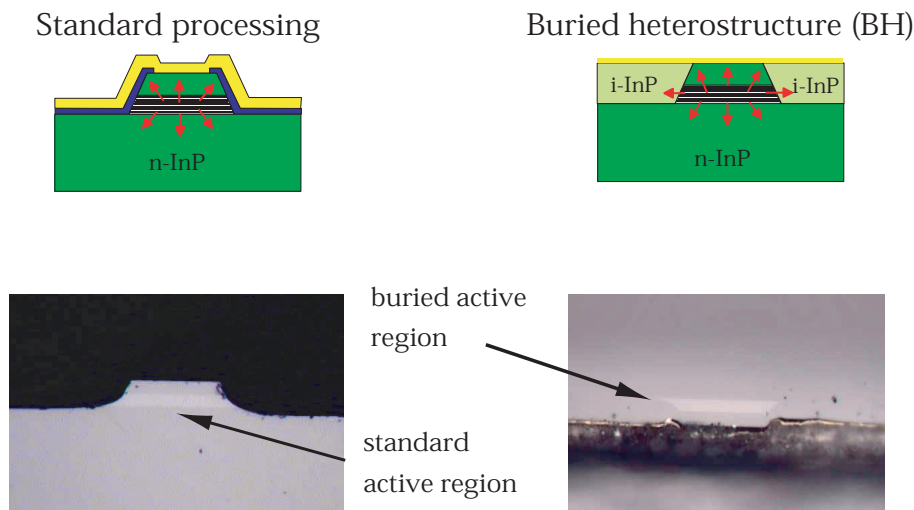 Standard processing
Buried heterostructure (BH)
i-InP
i-InP
n-InP
n-InP
buried active
region
standard
active region